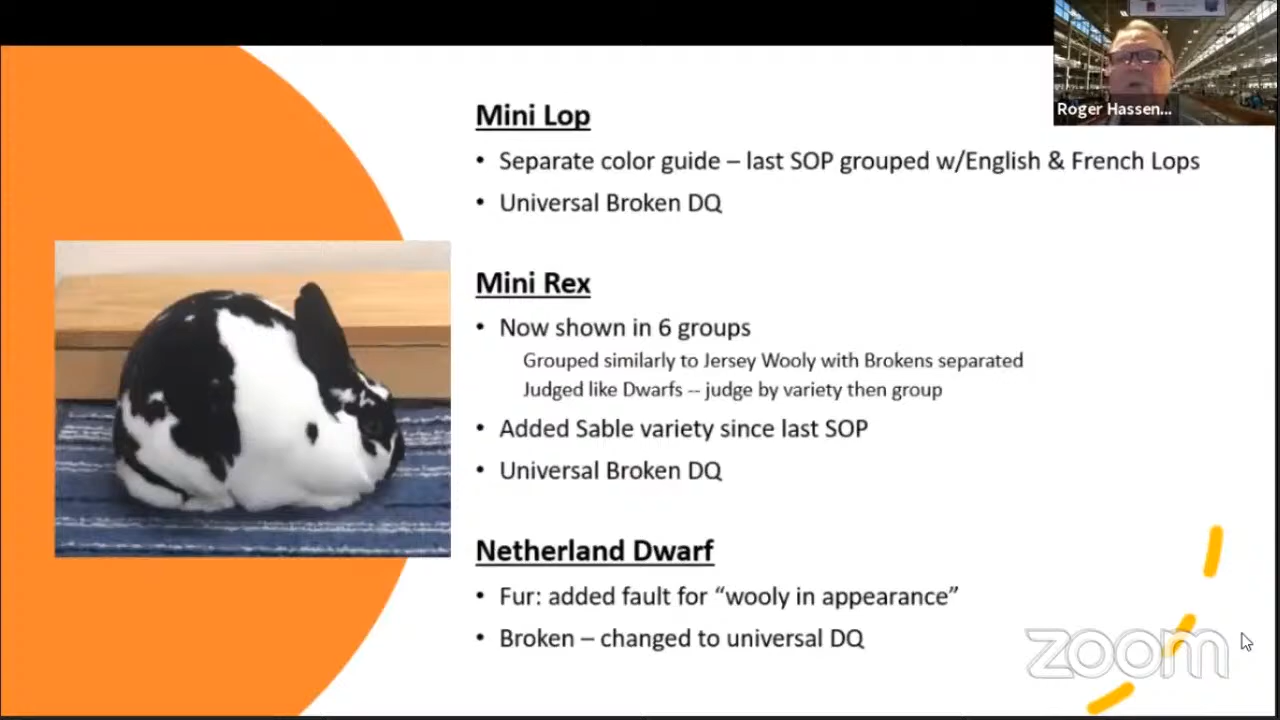 Roger Hassen...
Mini Lop
• Separate color guide – last SOP grouped w/English & French Lops
• Universal Broken DQ
Mini Rex
• Now shown in 6 groups
Grouped similarly to Jersey Wooly with Brokens separated
Judged like Dwarfs -- judge by variety then group
• Added Sable variety since last SOP
• Universal Broken DQ
Netherland Dwarf
• Fur: added fault for “wooly in appearance”
• Broken – changed to universal DQ
zoom